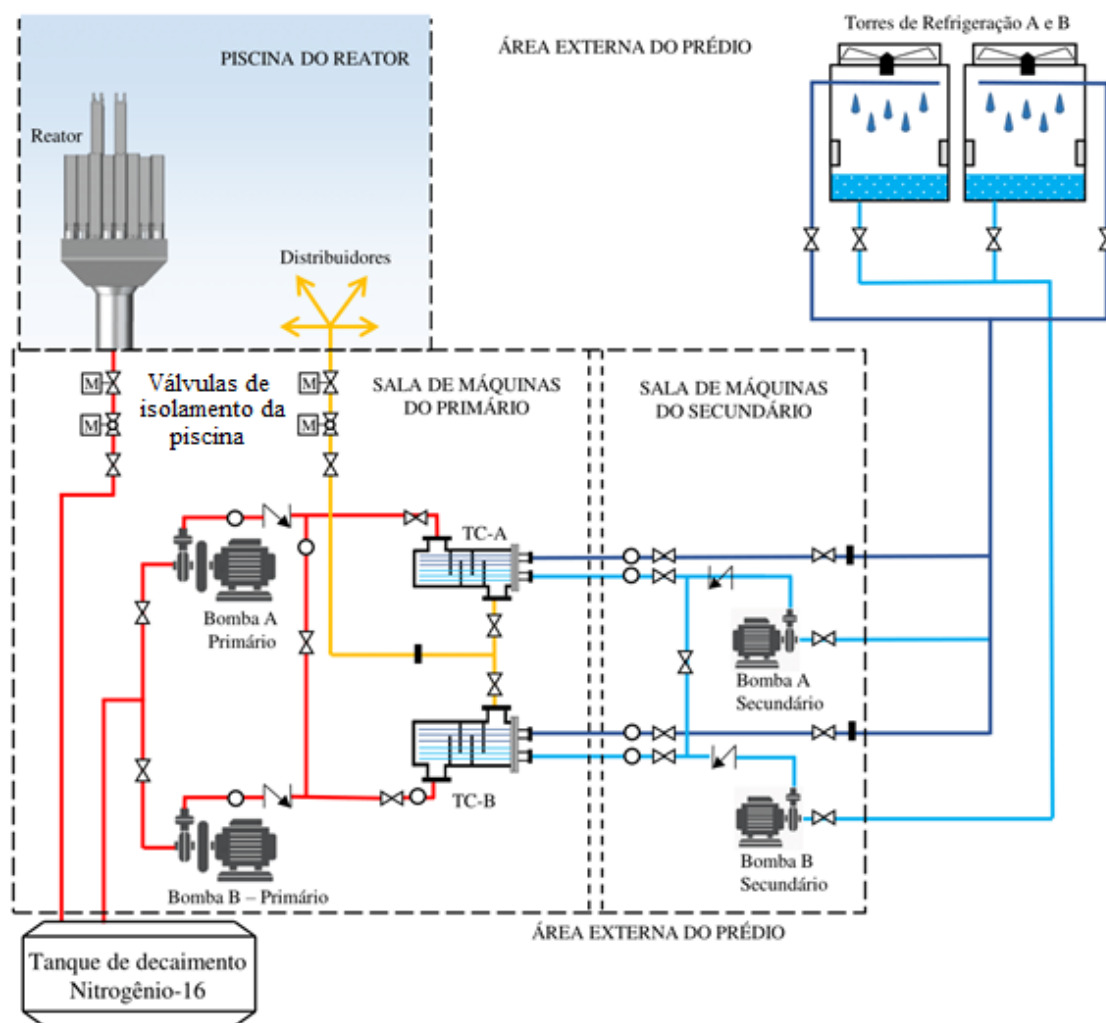 Torres de Refrigeração A e B
ÁREA EXTERNA DO PRÉDIO
PISCINA DO REATOR
Reator
Distribuidores
M
M
M
M
Válvulas de
isolamento da
piscina
SALA DE MÁQUINAS
DO PRIMÁRIO
SALA DE MÁQUINAS
DO SECUNDÁRIO
TC-A
Bomba A
Primário
Bomba A
Secundário
TC-B
Bomba B – Primário
Bomba B
Secundário
ÁREA EXTERNA DO PRÉDIO
Tanque de decaimento
Nitrogênio-16